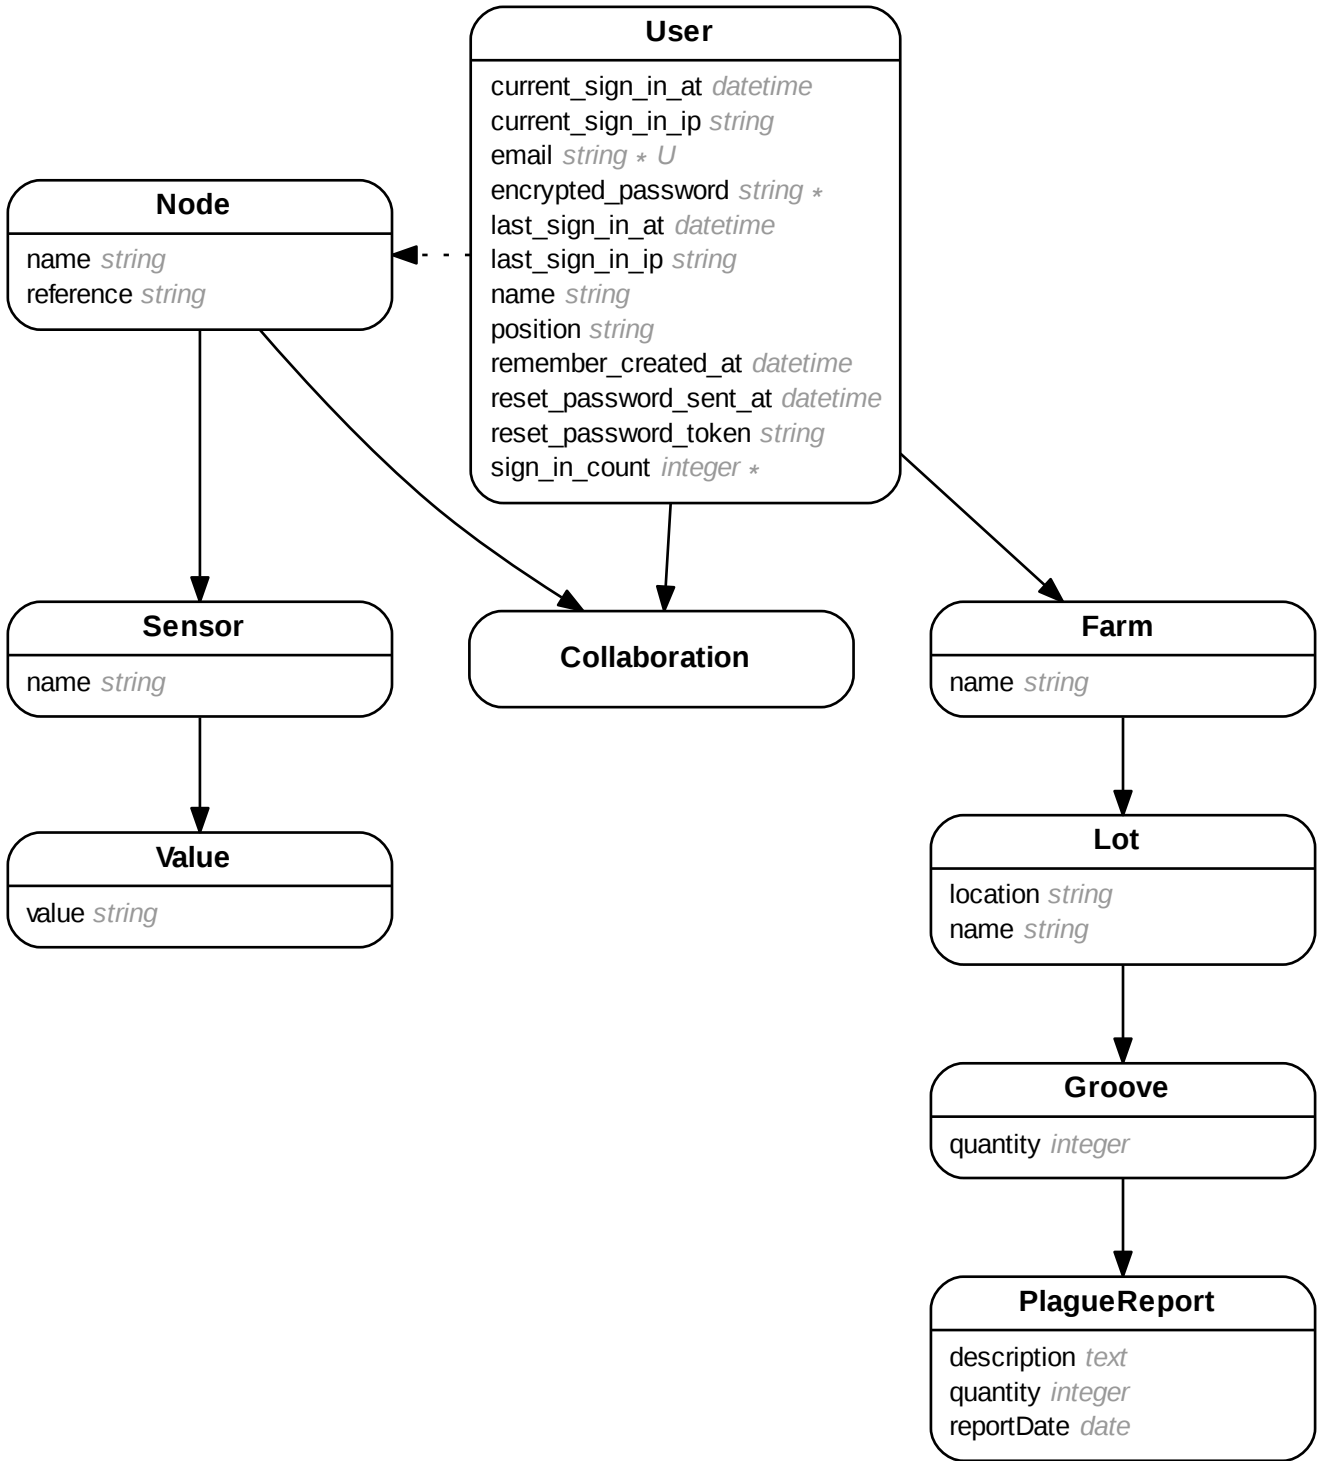 User
current_sign_in_at datetime
current_sign_in_ip string
email string * U
encrypted_password string *
last_sign_in_at datetime
last_sign_in_ip string
name string
position string
remember_created_at datetime
reset_password_sent_at datetime
reset_password_token string
sign_in_count integer *
Node
name string
reference string
Sensor
name string
Collaboration
Farm
name string
Value
value string
Lot
location string
name string
Groove
quantity integer
PlagueReport
description text
quantity integer
reportDate date